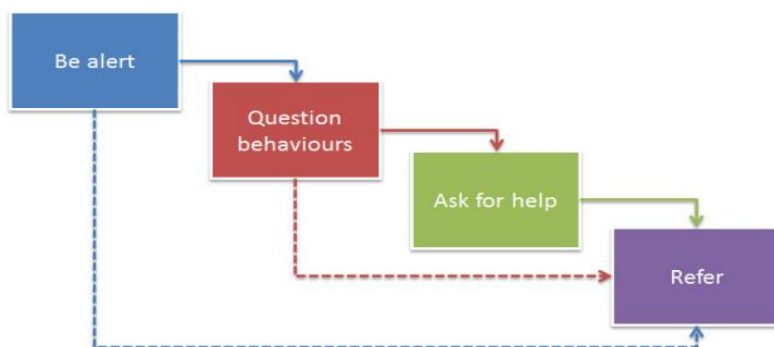 Be alert
Question
behaviours
Ask for help
Refer